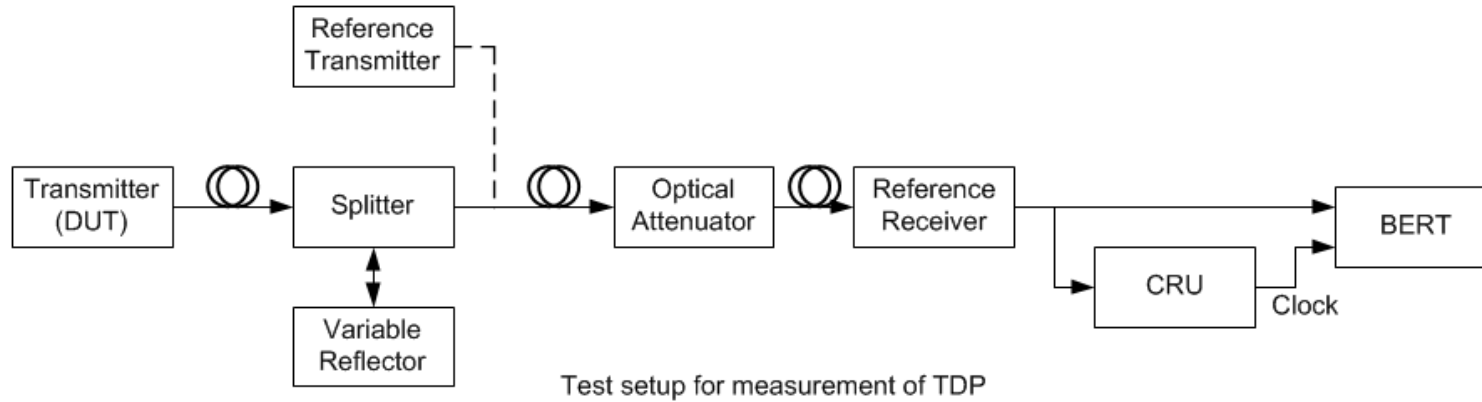 Reference
Transmitter
Transmitter
(DUT)
Splitter
Optical
Attenuator
Reference
Receiver
BERT
CRU
Clock
Variable
Reflector
Test setup for measurement of TDP